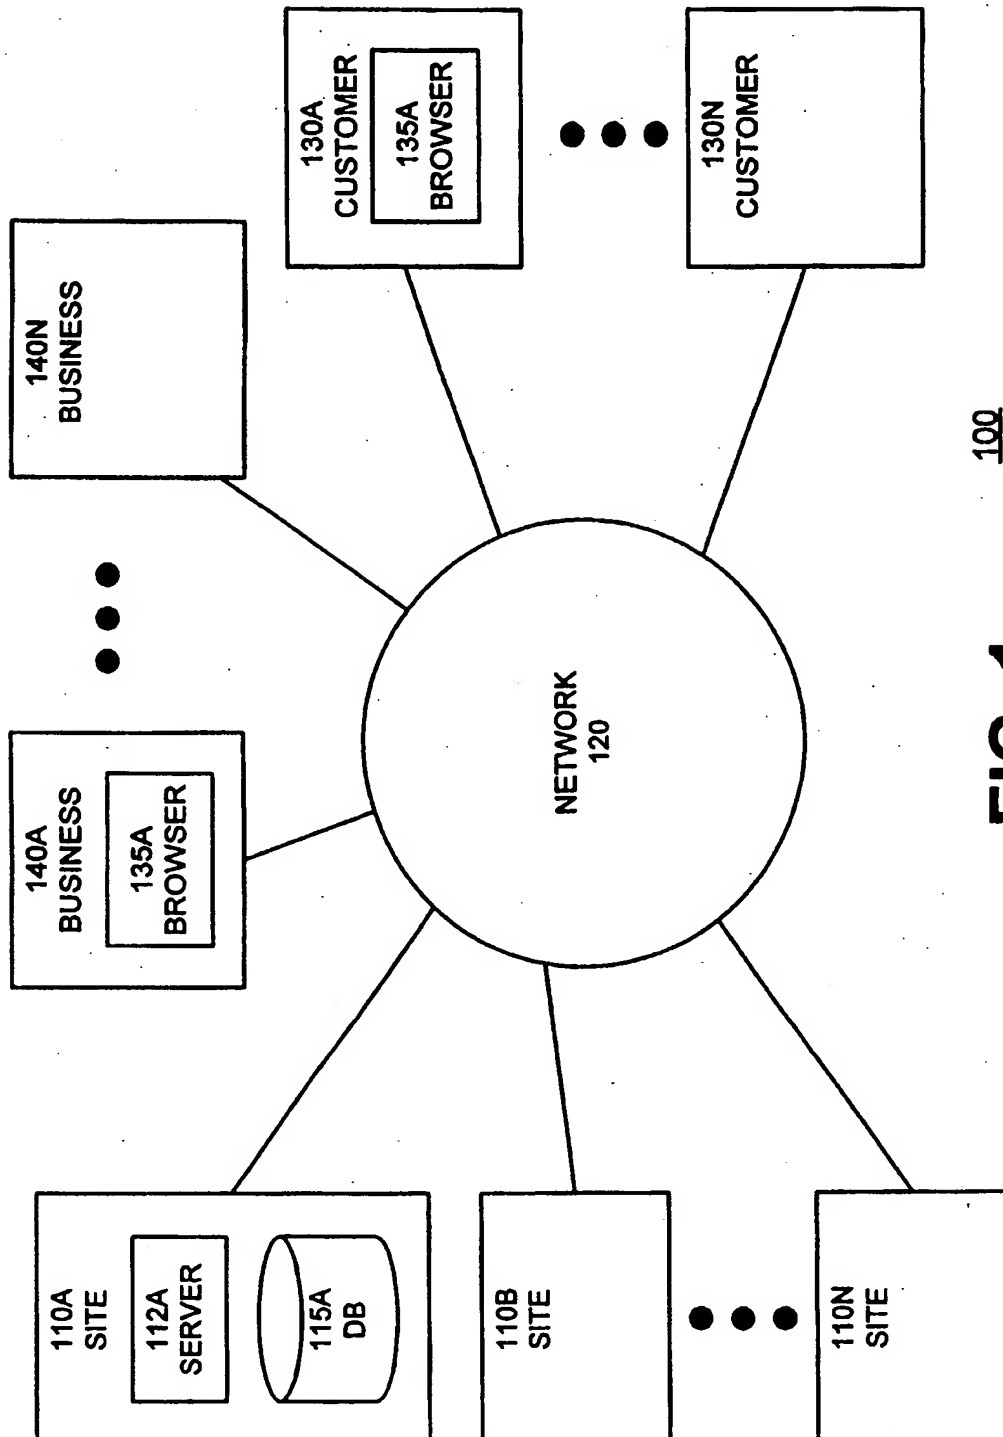 110A
SITE
112A
SERVER
115A
DB
110B
SITE
110N
SITE
140A
BUSINESS
135A
BROWSER
140N
BUSINESS
NETWORK
120
130A
CUSTOMER
135A
BROWSER
130N
CUSTOMER
100